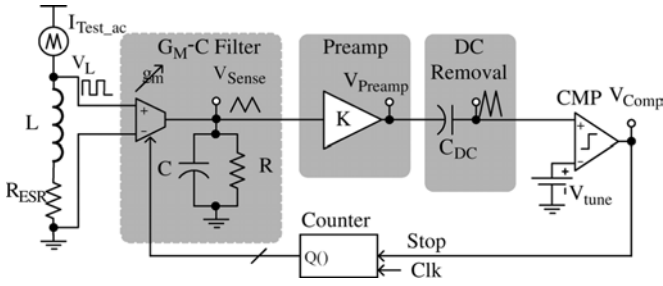 I_Test_ac
G_M-C Filter
Preamp
DC
Removal
V_L
g_m
V_Sense
V_Preamp
CMP
V_Comp
+
−
L
K
C_DC
+
−
C
R
R_ESR
+
V_tune
Counter
Q()
Stop
Clk